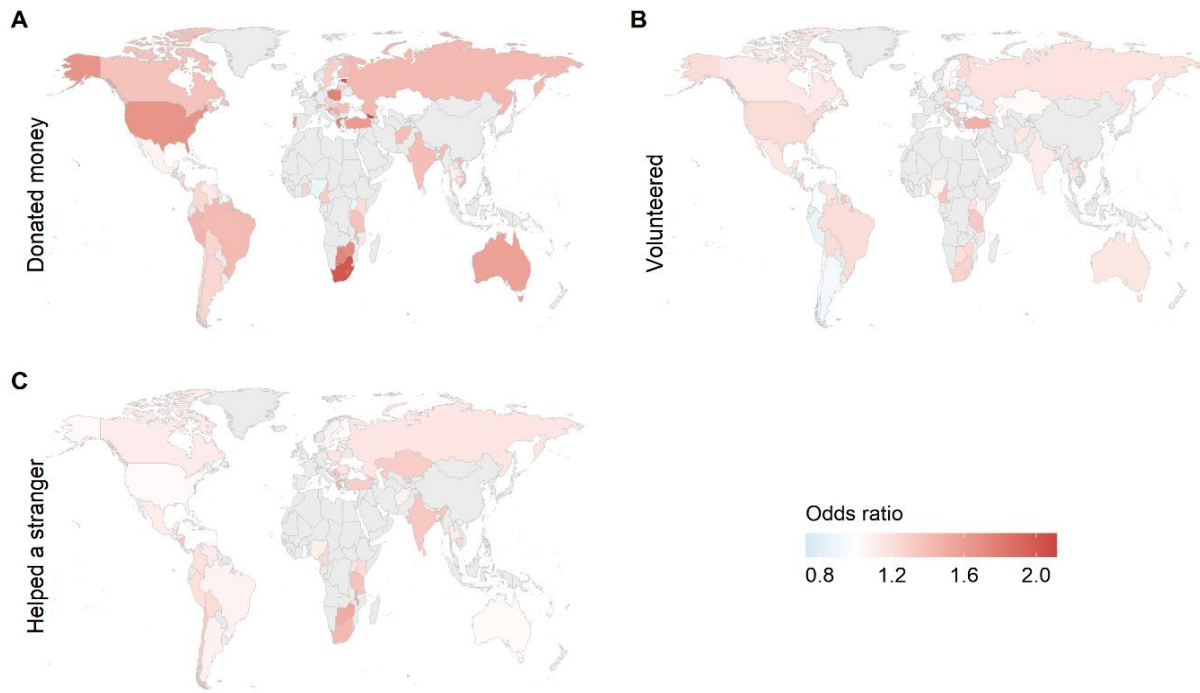 A
B
Donated money
Volunteered
C
Helped a stranger
Odds ratio
0.8 1.2 1.6 2.0